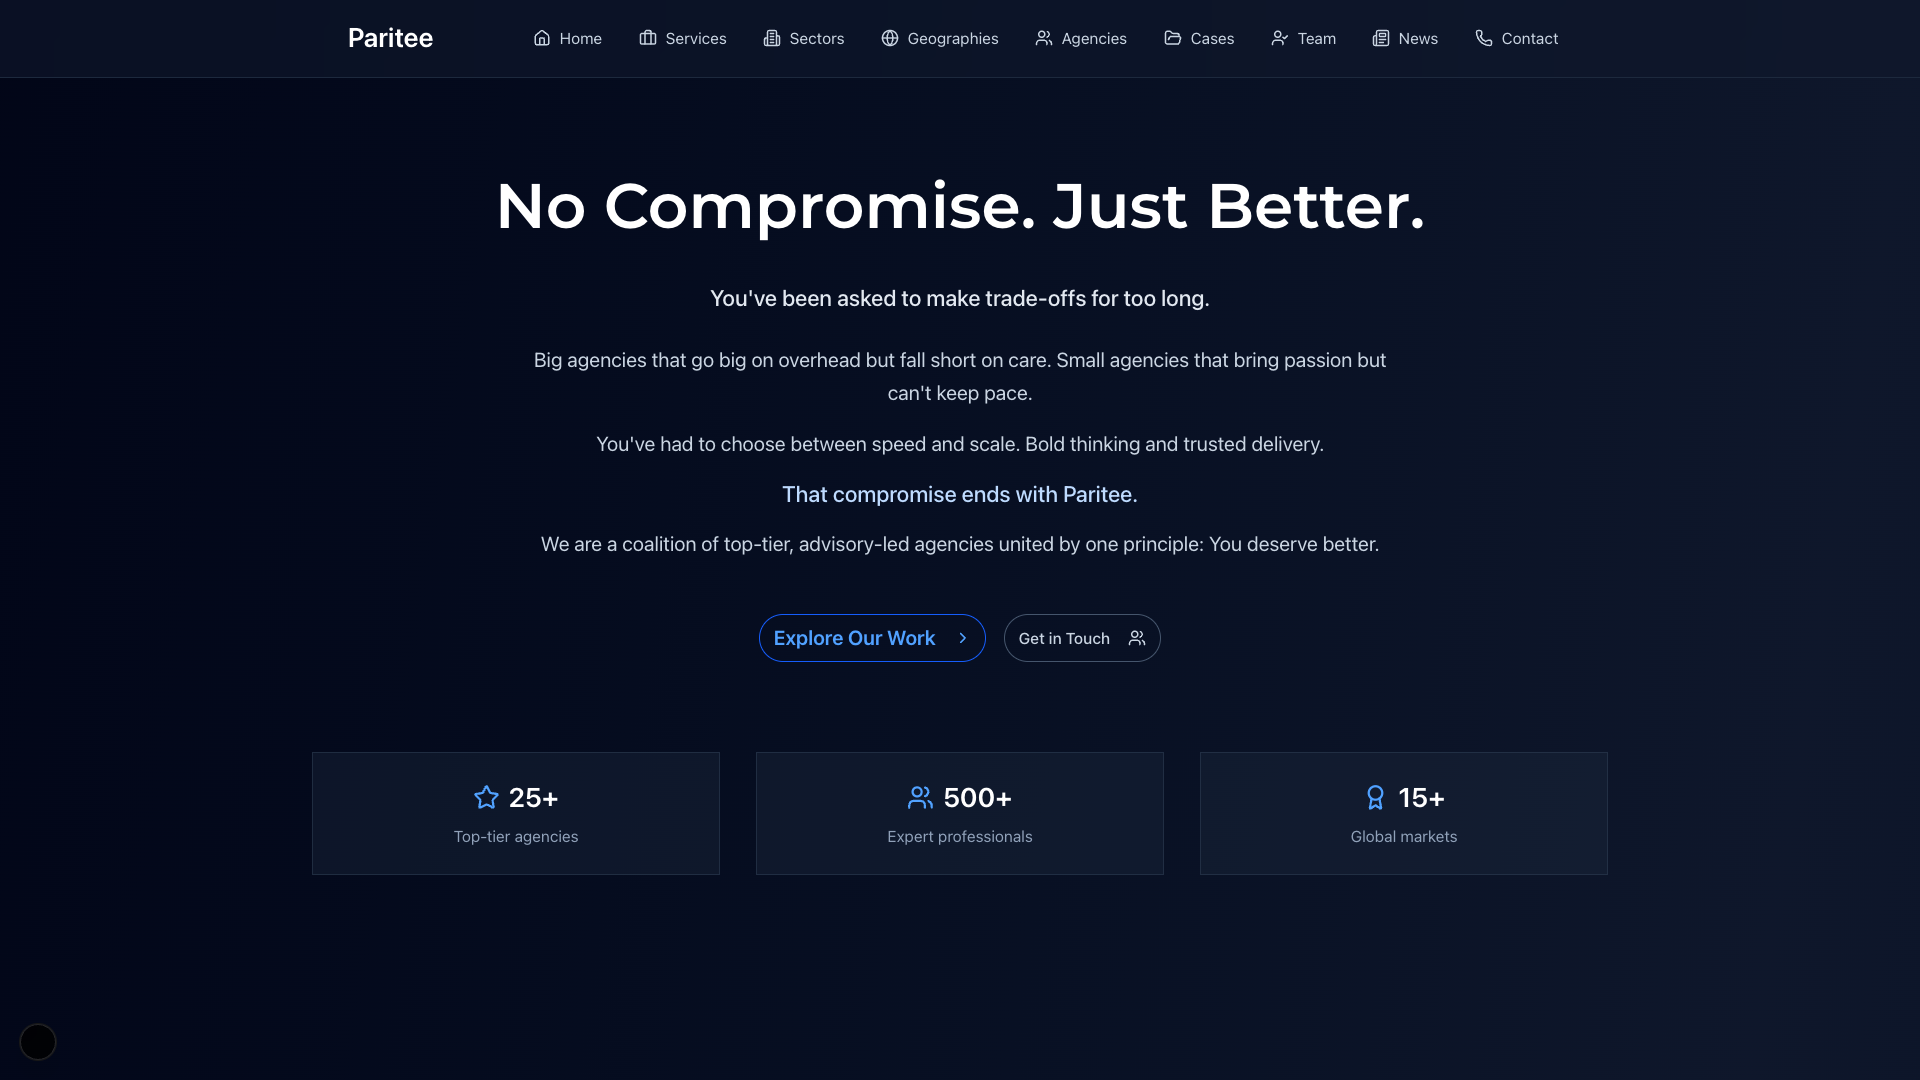 Paritee
Home
Services
Sectors
Geographies
Agencies
Cases
Team
News
Contact
No Compromise. Just Better.
You've been asked to make trade-offs for too long.
Big agencies that go big on overhead but fall short on care. Small agencies that bring passion but
can't keep pace.
You've had to choose between speed and scale. Bold thinking and trusted delivery.
That compromise ends with Paritee.
We are a coalition of top-tier, advisory-led agencies united by one principle: You deserve better.
Explore Our Work
Get in Touch
25+
Top-tier agencies
500+
Expert professionals
15+
Global markets